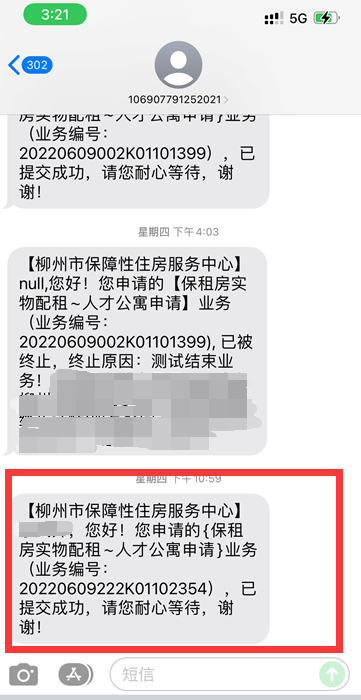 3:21
5G
302
106907791252021
房实物配租~人才公寓申请}业务
（业务编号：
20220609002K01101399），已
提交成功，请您耐心等待，谢
谢！
星期四 下午4:03
【柳州市保障性住房服务中心】
null,您好！您申请的【保租房实
物配租~人才公寓申请】业务
（业务编号：
20220609002K01101399), 已被
终止，终止原因：测试结束业
务！
星期四 下午10:59
【柳州市保障性住房服务中心】
，您好！您申请的{保租
房实物配租~人才公寓申请}业务
（业务编号：
20220609222K01102354），已
提交成功，请您耐心等待，谢
谢！
短信